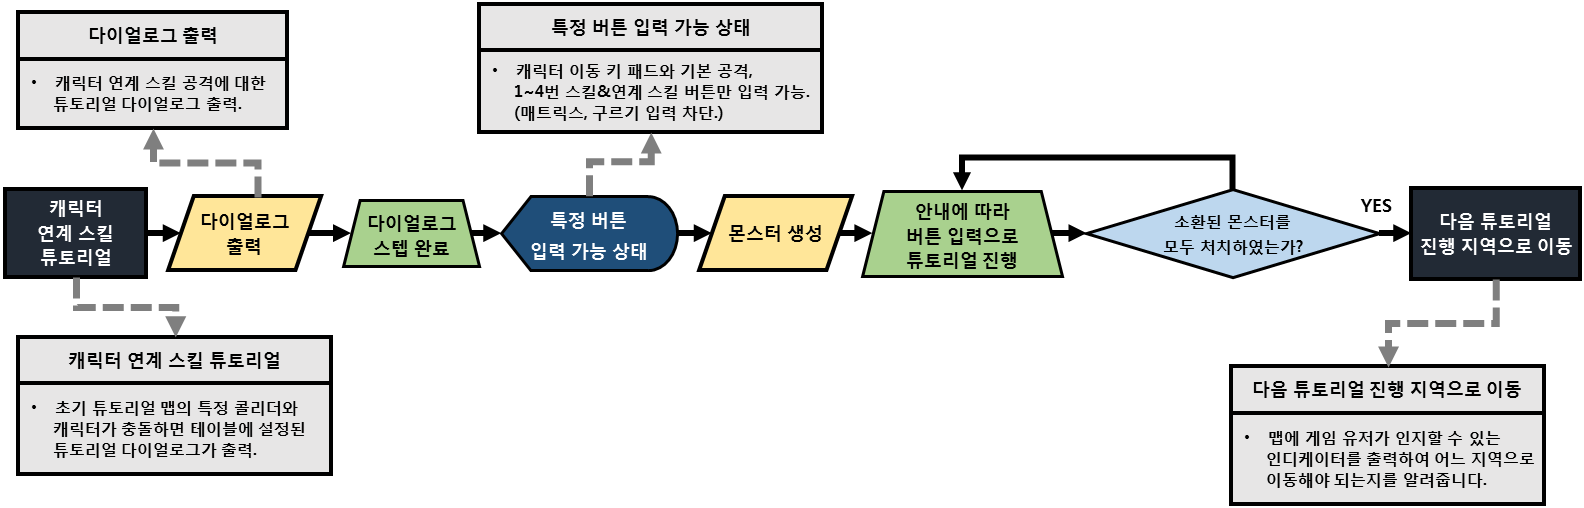 다이얼로그 출력
• 캐릭터 연계 스킬 공격에 대한
튜토리얼 다이얼로그 출력.
특정 버튼 입력 가능 상태
• 캐릭터 이동 키 패드와 기본 공격,
1~4번 스킬&연계 스킬 버튼만 입력 가능.
(매트릭스, 구르기 입력 차단.)
캐릭터
연계 스킬
튜토리얼
다이얼로그
출력
다이얼로그
스텝 완료
특정 버튼
입력 가능 상태
몬스터 생성
안내에 따라
버튼 입력으로
튜토리얼 진행
소환된 몬스터를
모두 처치하였는가?
YES
다음 튜토리얼
진행 지역으로 이동
캐릭터 연계 스킬 튜토리얼
• 초기 튜토리얼 맵의 특정 콜리더와
캐릭터가 충돌하면 테이블에 설정된
튜토리얼 다이얼로그가 출력.
다음 튜토리얼 진행 지역으로 이동
• 맵에 게임 유저가 인지할 수 있는
인디케이터를 출력하여 어느 지역으로
이동해야 되는지를 알려줍니다.